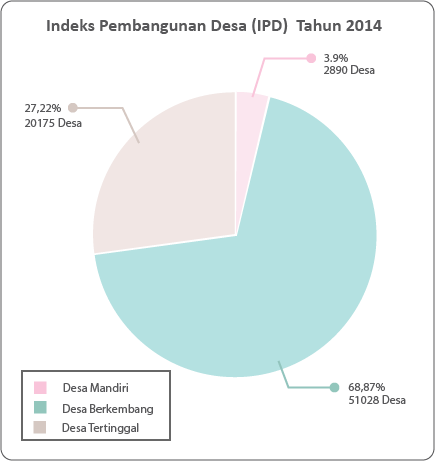 Indeks Pembangunan Desa (IPD) Tahun 2014
3.9%
2890 Desa
27,22%
20175 Desa
68,87%
51028 Desa
Desa Mandiri
Desa Berkembang
Desa Tertinggal